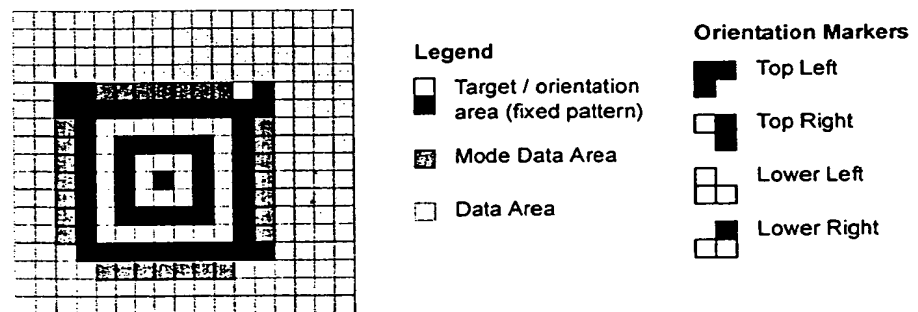 Legend
Target / orientation
area (fixed pattern)
Mode Data Area
Data Area
Orientation Markers
Top Left
Top Right
Lower Left
Lower Right